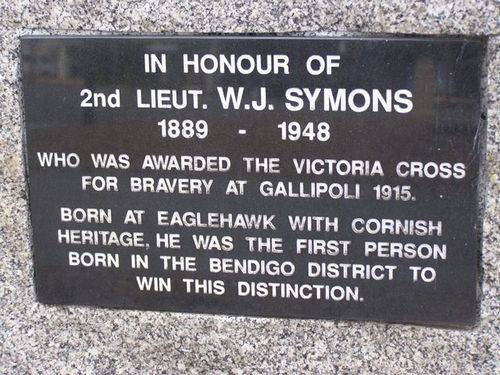 IN HONOUR OF
2nd LIEUT. W.J. SYMONS
1889 - 1948
WHO WAS AWARDED THE VICTORIA CROSS
FOR BRAVERY AT GALLIPOLI 1915.
BORN AT EAGLEHAWK WITH CORNISH
HERITAGE, HE WAS THE FIRST PERSON
BORN IN THE BENDIGO DISTRICT TO
WIN THIS DISTINCTION.